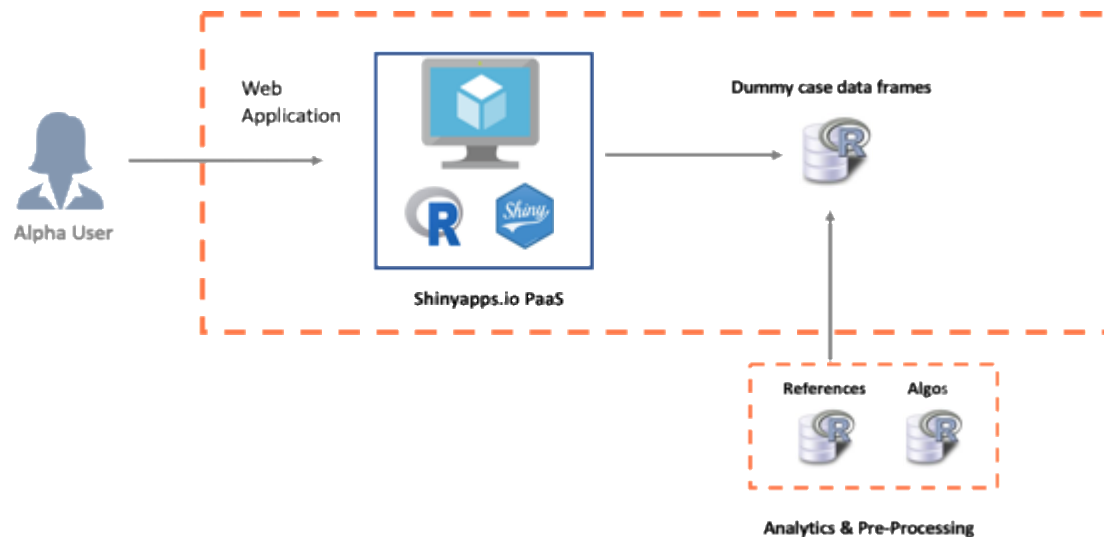 Web
Application
Dummy case data frames
R
Alpha User
R
Shiny
Shinyapps.io PaaS
References
Algos
R
R
Analytics & Pre-Processing